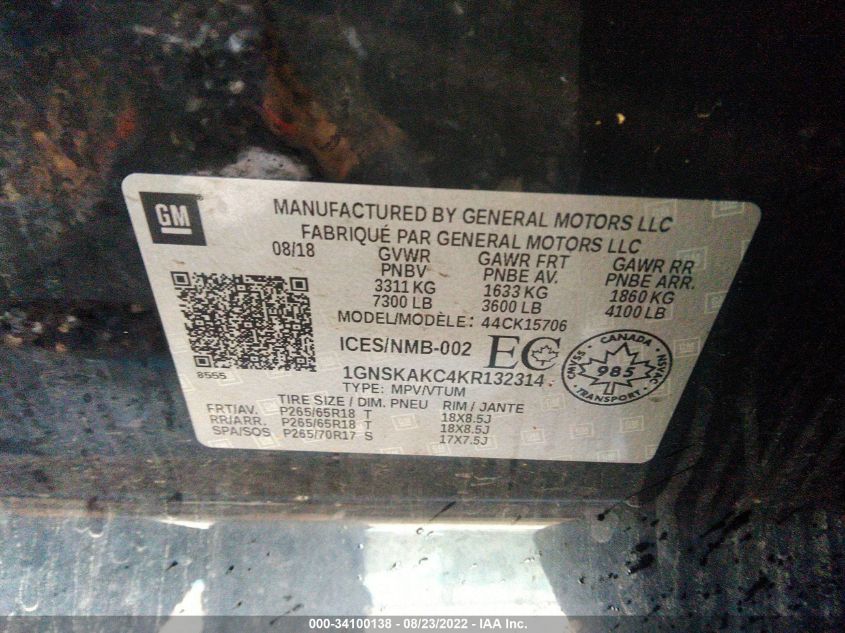 GM
MANUFACTURED BY GENERAL MOTORS LLC
FABRIQUÉ PAR GENERAL MOTORS LLC
08/18 GVWR GAWR FRT GAWR RR
PNBV PNBE AV. PNBE ARR.
3311 KG 1633 KG 1860 KG
7300 LB 3600 LB 4100 LB
MODEL/MODÈLE: 44CK15706
ICES/NMB-002 EC
8555
1GNSKAKC4KR132314
TYPE: MPV/VTUM
CANADA
985
TRANSPORT
NSVAC
CMVSS
TIRE SIZE / DIM. PNEU RIM / JANTE
FRT/AV. P265/65R18 T 18X8.5J
RR/ARR. P265/65R18 T 18X8.5J
SPA/SOS P265/70R17 S 17X7.5J
000-34100138 - 08/23/2022 - IAA Inc.